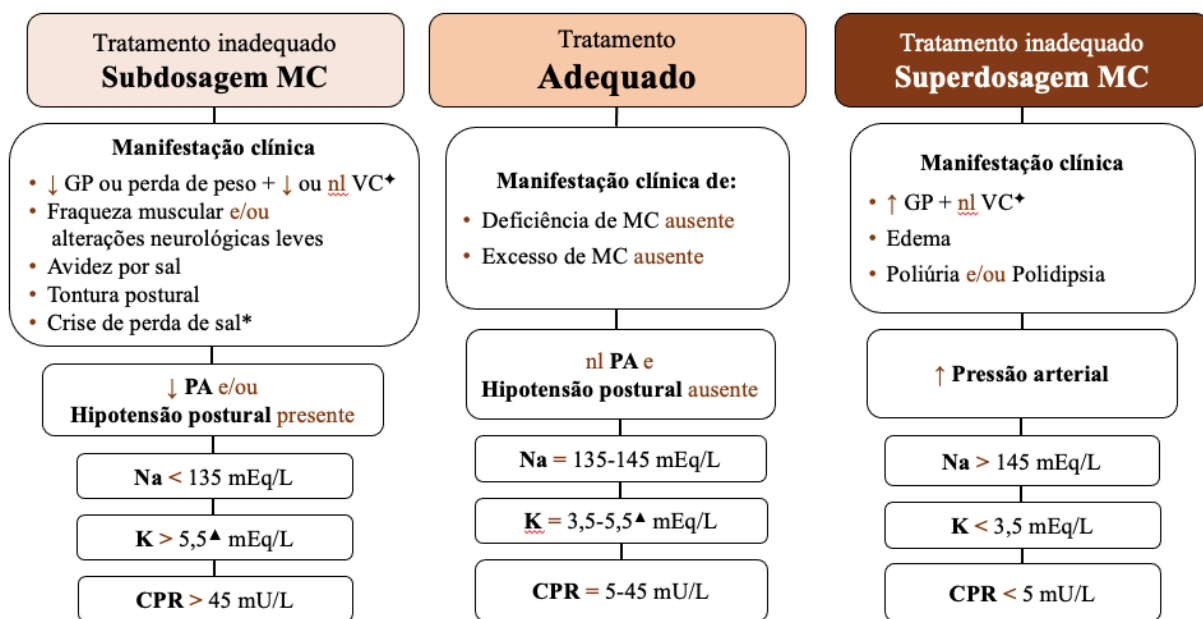 Tratamento inadequado
Subdosagem MC
Manifestação clínica
• ↓ GP ou perda de peso + ↓ ou nl VC✦
• Fraqueza muscular e/ou
alterações neurológicas leves
• Avidez por sal
• Tontura postural
• Crise de perda de sal*
↓ PA e/ou
Hipotensão postural presente
Na < 135 mEq/L
K > 5,5▲ mEq/L
CPR > 45 mU/L
Tratamento
Adequado
Manifestação clínica de:
• Deficiência de MC ausente
• Excesso de MC ausente
nl PA e
Hipotensão postural ausente
Na = 135-145 mEq/L
K = 3,5-5,5▲ mEq/L
CPR = 5-45 mU/L
Tratamento inadequado
Superdosagem MC
Manifestação clínica
• ↑ GP + nl VC✦
• Edema
• Poliúria e/ou Polidipsia
↑ Pressão arterial
Na > 145 mEq/L
K < 3,5 mEq/L
CPR < 5 mU/L